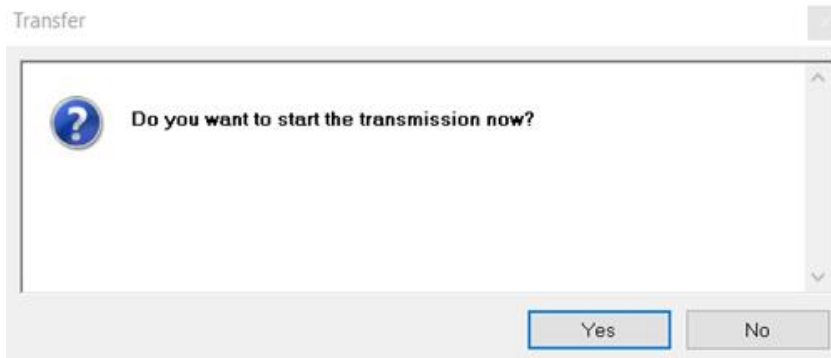 Transfer
Do you want to start the transmission now?
Yes
No